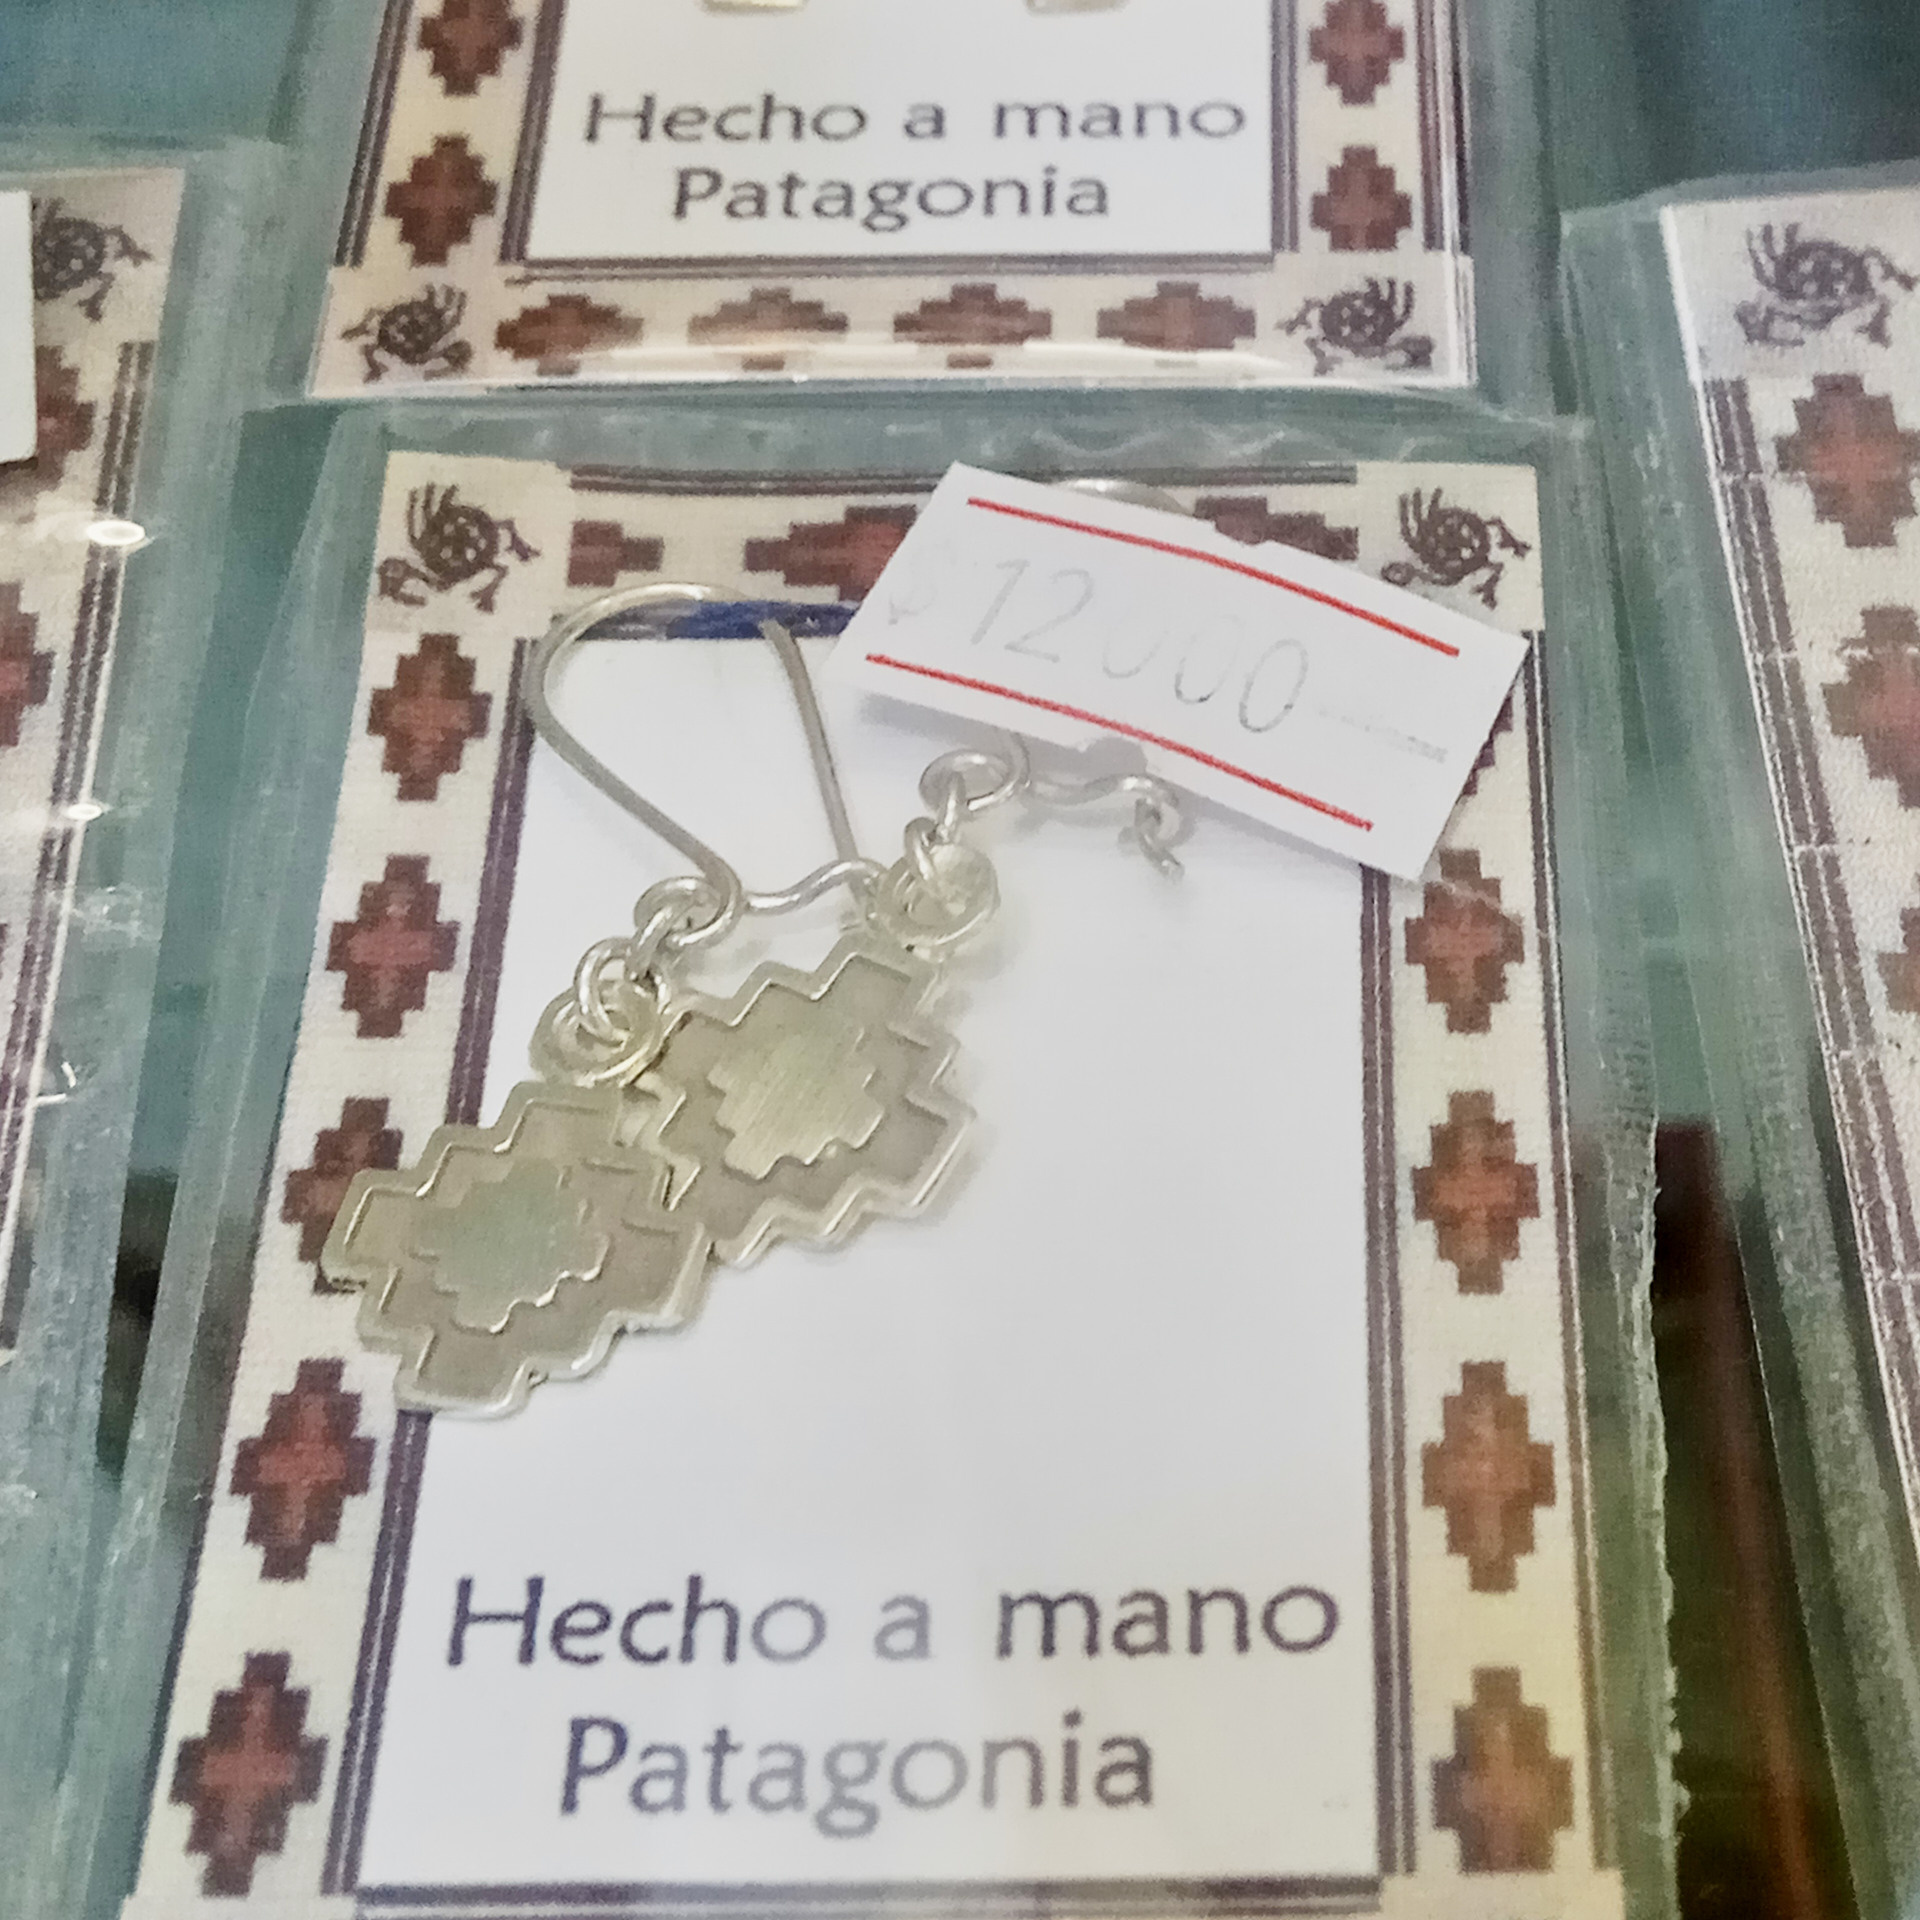 Hecho a mano
Patagonia
$ 12000
Hecho a mano
Patagonia